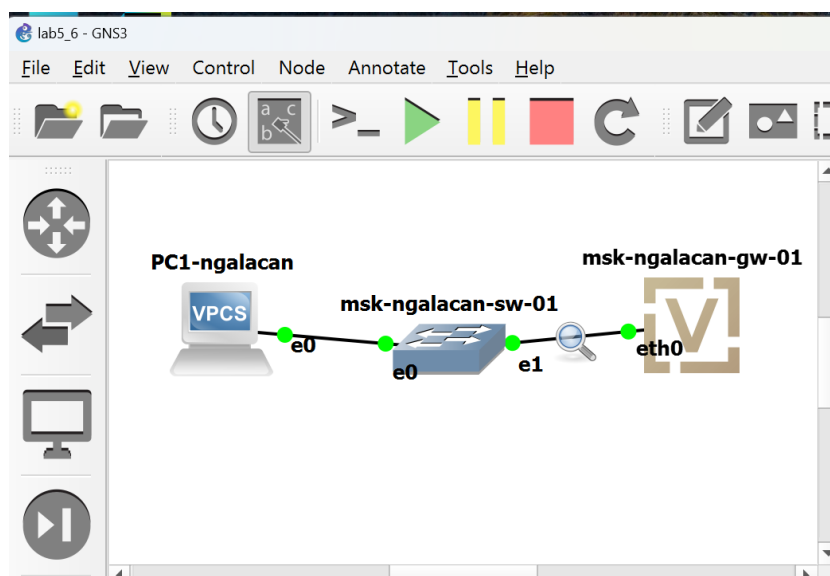 lab5_6 - GNS3
File Edit View Control Node Annotate Tools Help
a c
b
>_
PC1-ngalacan
msk-ngalacan-gw-01
VPCS
msk-ngalacan-sw-01
V
e0
e0
e1
eth0